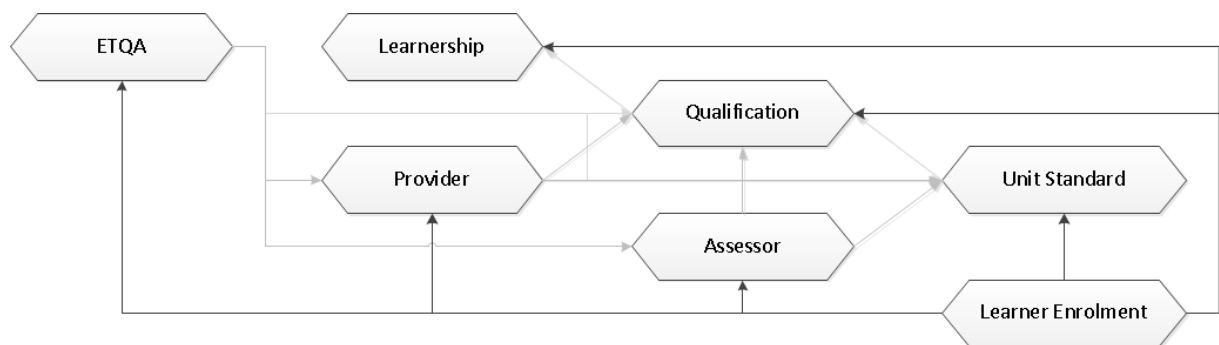 ETQA
Learnership
Qualification
Provider
Unit Standard
Assessor
Learner Enrolment